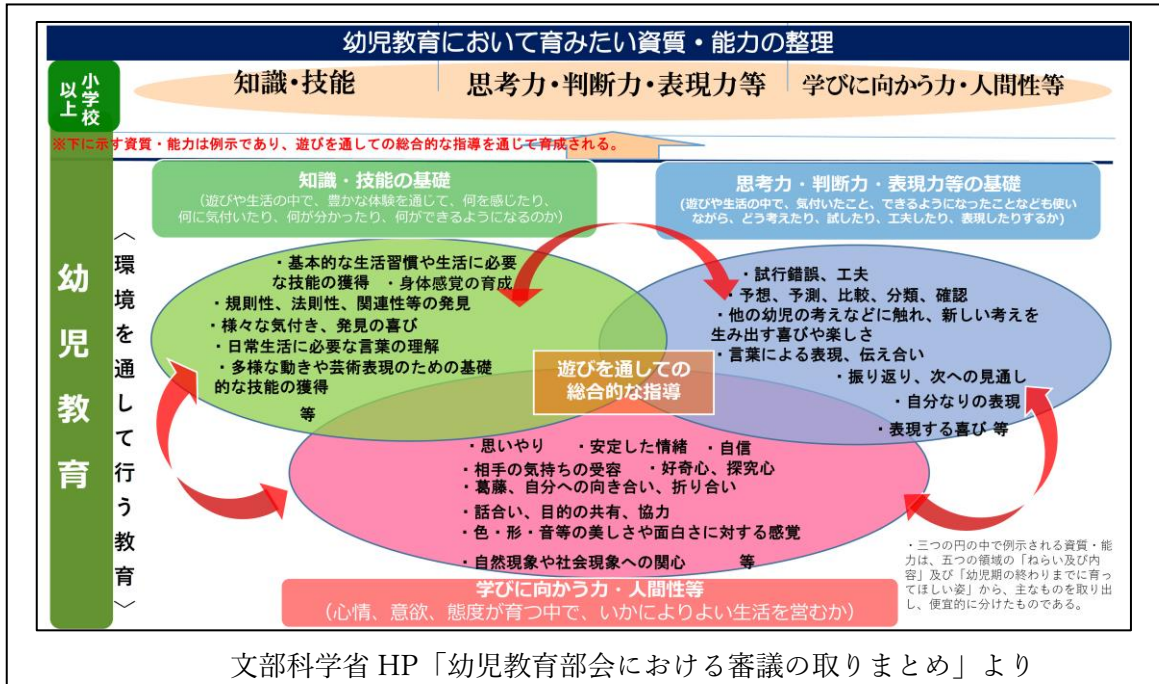 幼児教育において育みたい資質・能力の整理
小学校
以上
知識・技能
思考力・判断力・表現力等
学びに向かう力・人間性等
※下に示す資質・能力は例示であり、遊びを通しての総合的な指導を通じて育成される。
幼児教育
〈環境を通して行う教育〉
知識・技能の基礎
(遊びや生活の中で、豊かな体験を通じて、何を感じたり、
何に気付いたり、何が分かったり、何ができるようになるのか)
思考力・判断力・表現力等の基礎
(遊びや生活の中で、気付いたこと、できるようになったことなども使い
ながら、どう考えたり、試したり、工夫したり、表現したりするか)
・基本的な生活習慣や生活に必要
な技能の獲得 ・身体感覚の育成
・規則性、法則性、関連性等の発見
・様々な気付き、発見の喜び
・日常生活に必要な言葉の理解
・多様な動きや芸術表現のための基礎
的な技能の獲得
等
・試行錯誤、工夫
・予想、予測、比較、分類、確認
・他の幼児の考えなどに触れ、新しい考えを
生み出す喜びや楽しさ
・言葉による表現、伝え合い
・振り返り、次への見通し
・自分なりの表現
・表現する喜び 等
遊びを通しての
総合的な指導
・思いやり ・安定した情緒 ・自信
・相手の気持ちの受容 ・好奇心、探究心
・葛藤、自分への向き合い、折り合い
・話合い、目的の共有、協力
・色・形・音等の美しさや面白さに対する感覚
・自然現象や社会現象への関心 等
学びに向かう力・人間性等
(心情、意欲、態度が育つ中で、いかによりよい生活を営むか)
・三つの円の中で例示される資質・能
力は、五つの領域の「ねらい及び内
容」及び「幼児期の終わりまでに育っ
てほしい姿」から、主なものを取り出
し、便宜的に分けたものである。
文部科学省 HP「幼児教育部会における審議の取りまとめ」より